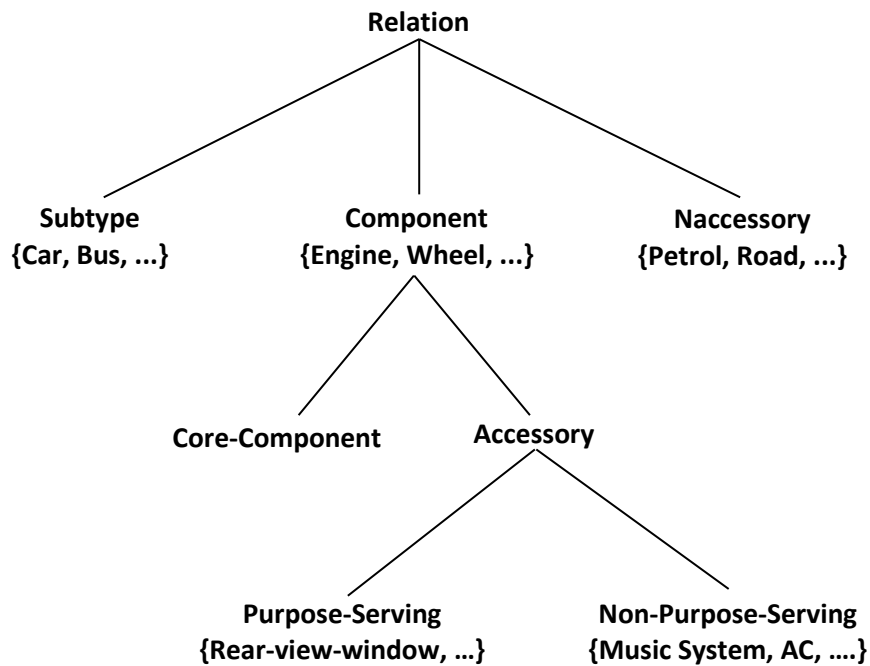 Relation
Subtype
{Car, Bus, ...}
Component
{Engine, Wheel, ...}
Naccessory
{Petrol, Road, ...}
Core-Component
Accessory
Purpose-Serving
{Rear-view-window, ...}
Non-Purpose-Serving
{Music System, AC, ....}